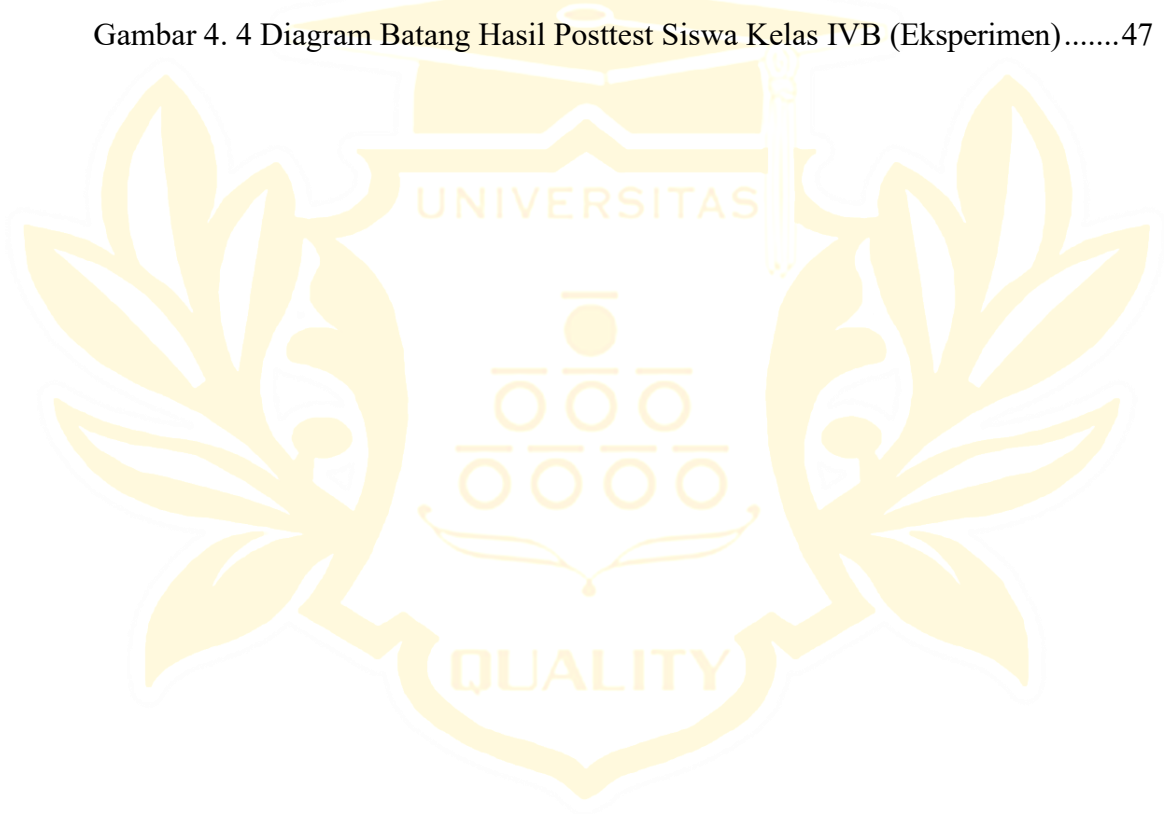 Gambar 4. 4 Diagram Batang Hasil Posttest Siswa Kelas IVB (Eksperimen).......47
UNIVERSITAS
QUALITY